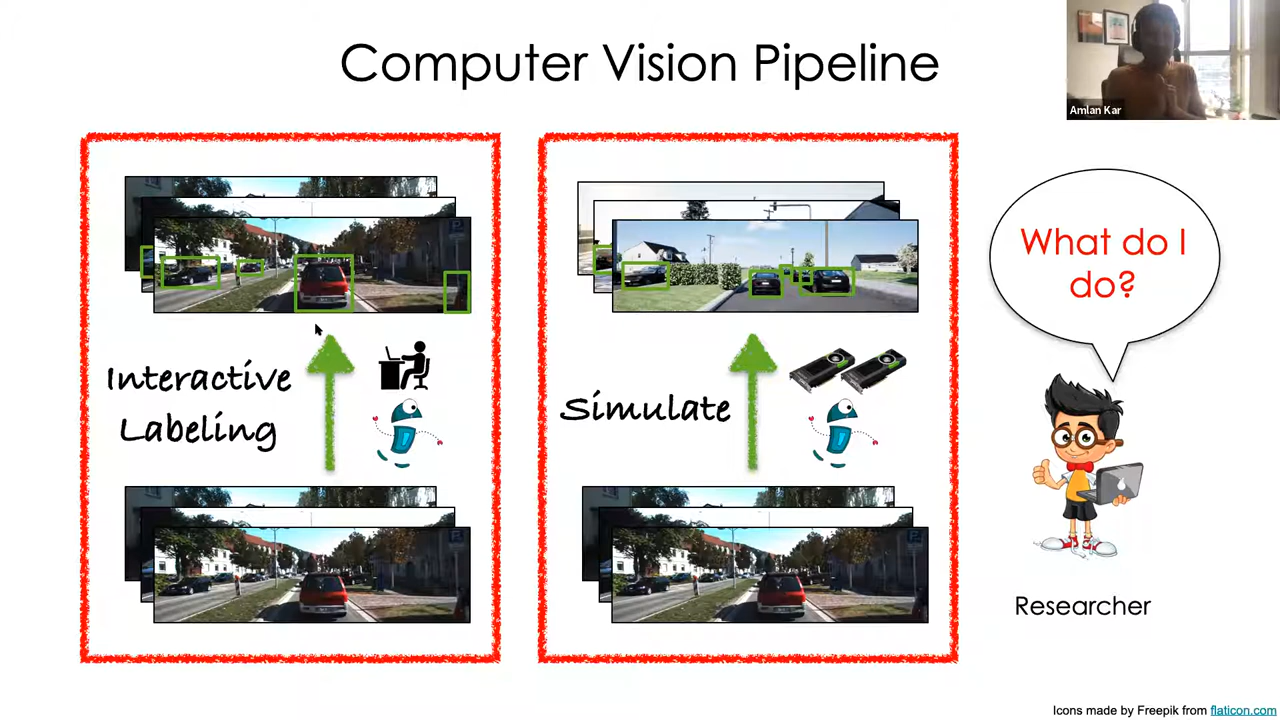 Computer Vision Pipeline
Amlan Kar
Interactive
Labeling
Simulate
What do I
do?
Researcher
Icons made by Freepik from flaticon.com